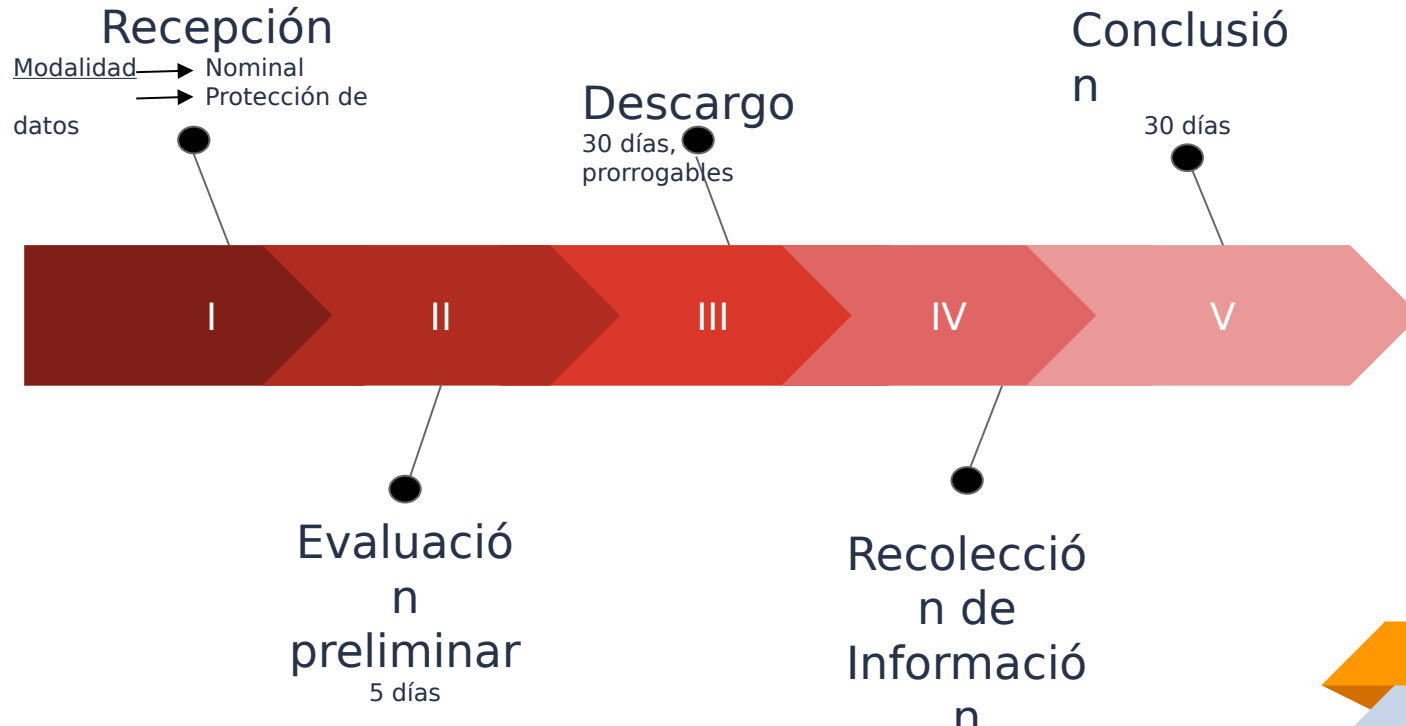 Recepción
Modalidad Nominal
Protección de
datos
Descargo
30 días,
prorrogables
Conclusió
n
30 días
I
II
III
IV
V
Evaluació
n
preliminar
5 días
Recolecció
n de
Informació
n